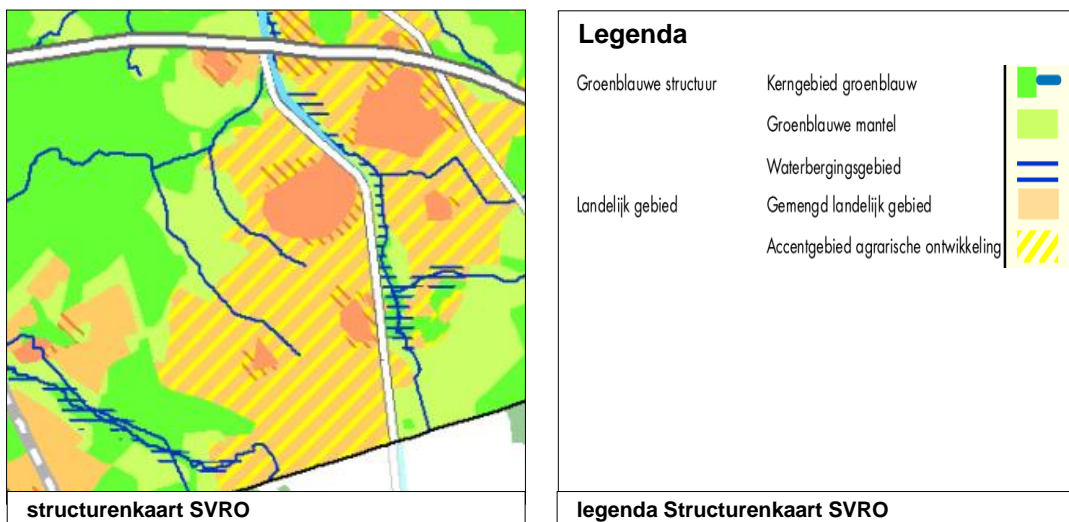 Legenda
Groenblauwe structuur Kerngebied groenblauw
Groenblauwe mantel
Waterbergingsgebied
Landelijk gebied Gemengd landelijk gebied
Accentgebied agrarische ontwikkeling
structurenkaart SVRO
legenda Structurenkaart SVRO